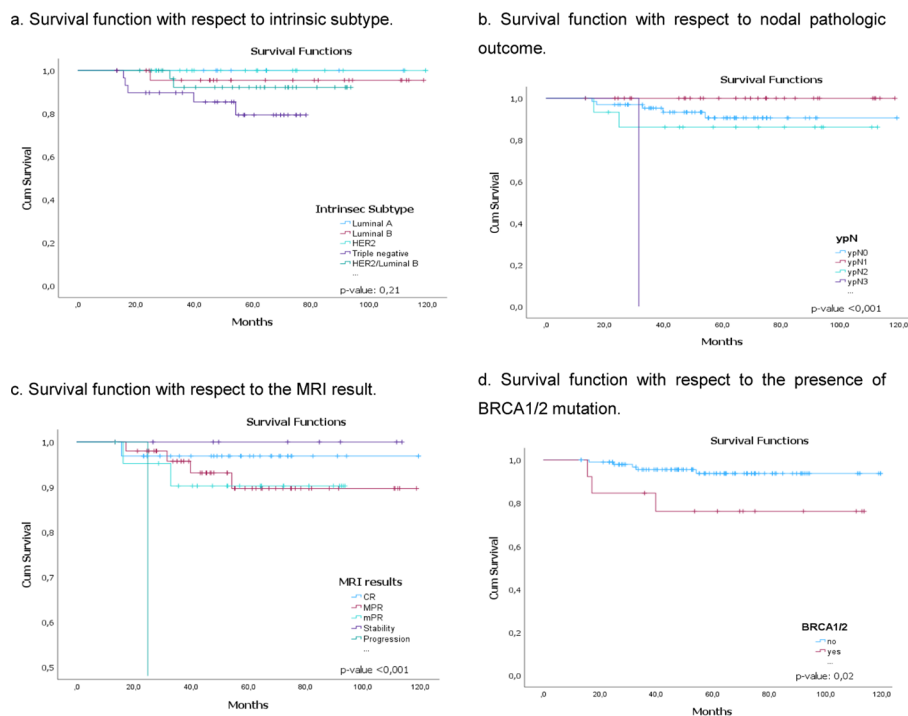 a. Survival function with respect to intrinsic subtype.
Survival Functions
Cum Survival
1,0
0,8
0,6
0,4
0,2
0,0
Intrinsec Subtype
Luminal A
Luminal B
HER2
Triple negative
HER2/Luminal B
...
p-value: 0,21
,0 20,0 40,0 60,0 80,0 100,0 120,0
Months
b. Survival function with respect to nodal pathologic
outcome.
Survival Functions
Cum Survival
1,0
0,8
0,6
0,4
0,2
0,0
ypN
ypN0
ypN1
ypN2
ypN3
...
p-value <0,001
,0 20,0 40,0 60,0 80,0 100,0 120,0
Months
c. Survival function with respect to the MRI result.
Survival Functions
Cum Survival
1,0
0,9
0,8
0,7
0,6
0,5
MRI results
CR
MPR
mPR
Stability
Progression
...
p-value <0,001
,0 20,0 40,0 60,0 80,0 100,0 120,0
Months
d. Survival function with respect to the presence of
BRCA1/2 mutation.
Survival Functions
Cum Survival
1,0
0,8
0,6
0,4
0,2
0,0
BRCA1/2
no
yes
...
p-value: 0,02
,0 20,0 40,0 60,0 80,0 100,0 120,0
Months